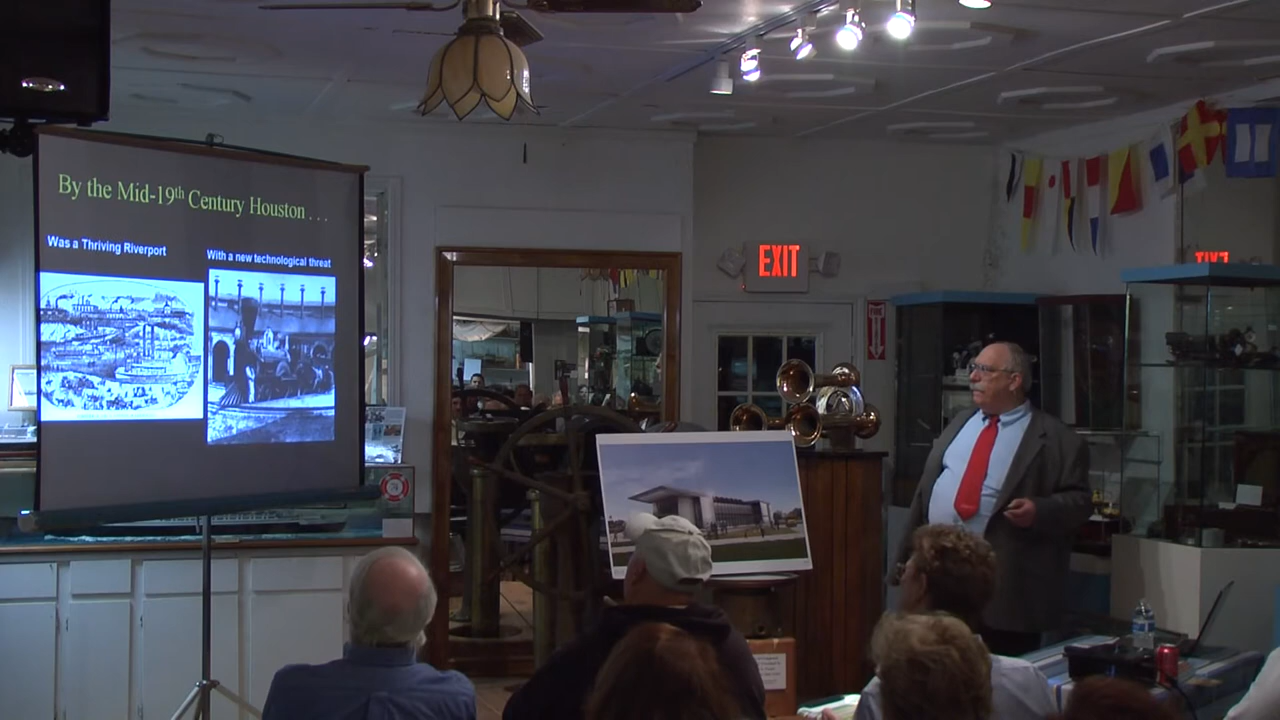 By the Mid-19th Century Houston . . .
Was a Thriving Riverport
With a new technological threat
EXIT
EXIT